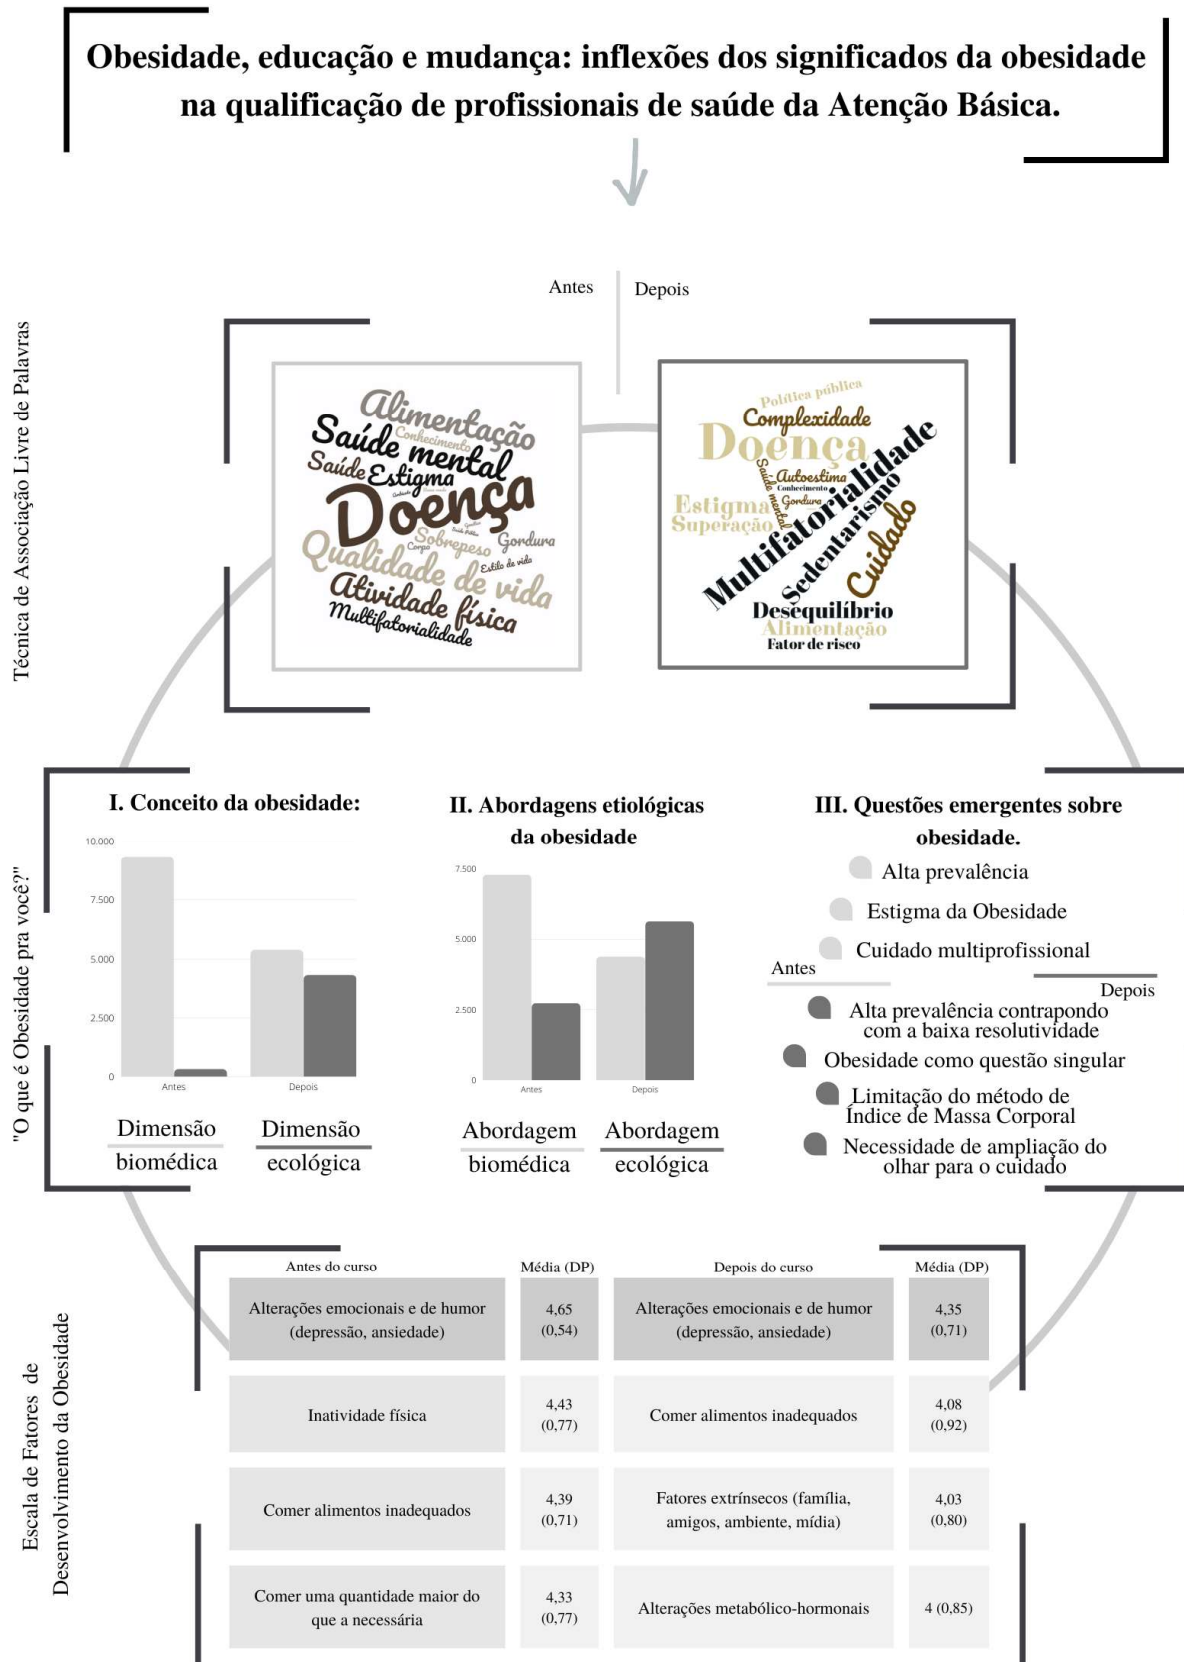 Obesidade, educação e mudança: inflexões dos significados da obesidade
na qualificação de profissionais de saúde da Atenção Básica.
Antes
Depois
Técnica de Associação Livre de Palavras
Alimentação
Conhecimento
Saúde mental
Saúde
Estigma
Doença
Sobrepeso
Corpo
Gordura
Qualidade de vida
Estilo de vida
Atividade física
Multifatorialidade
Política pública
Complexidade
Doença
Saúde mental
Autoestima
Conhecimento
Gordura
Estigma
Superação
Multifatorialidade
Sedentarismo
Cuidado
Desequilíbrio
Alimentação
Fator de risco
"O que é Obesidade pra você?"
I. Conceito da obesidade:
10.000
7.500
5.000
2.500
0
Antes
Depois
Dimensão
biomédica
Dimensão
ecológica
II. Abordagens etiológicas
da obesidade
7.500
5.000
2.500
0
Antes
Depois
Abordagem
biomédica
Abordagem
ecológica
III. Questões emergentes sobre
obesidade.
Alta prevalência
Estigma da Obesidade
Cuidado multiprofissional
Antes
Depois
Alta prevalência contrapondo
com a baixa resolutividade
Obesidade como questão singular
Limitação do método de
Índice de Massa Corporal
Necessidade de ampliação do
olhar para o cuidado
Escala de Fatores de
Desenvolvimento da Obesidade
Antes do curso Média (DP) Depois do curso Média (DP)
Alterações emocionais e de humor
(depressão, ansiedade)
4,65
(0,54)
Alterações emocionais e de humor
(depressão, ansiedade)
4,35
(0,71)
Inatividade física
4,43
(0,77)
Comer alimentos inadequados
4,08
(0,92)
Comer alimentos inadequados
4,39
(0,71)
Fatores extrínsecos (família,
amigos, ambiente, mídia)
4,03
(0,80)
Comer uma quantidade maior do
que a necessária
4,33
(0,77)
Alterações metabólico-hormonais
4 (0,85)